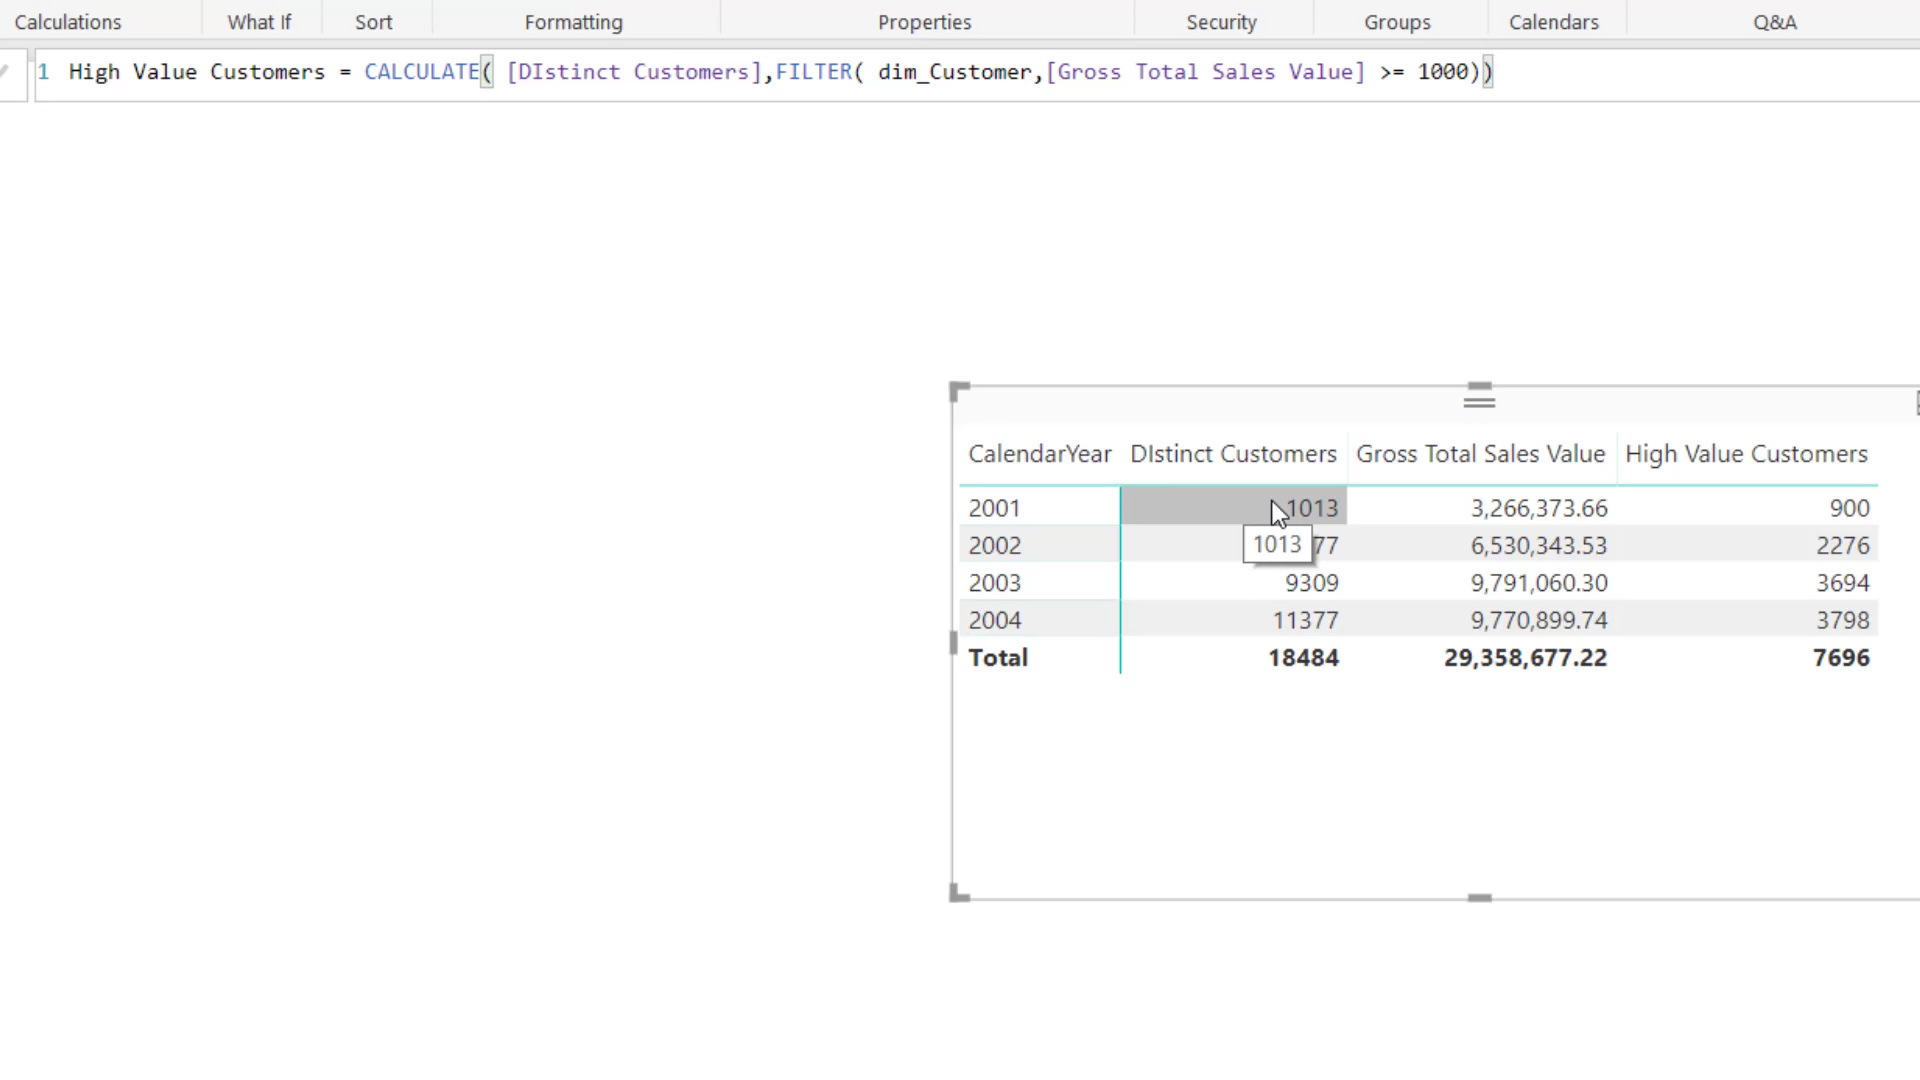 Calculations What If Sort Formatting Properties Security Groups Calendars Q&A
1 High Value Customers = CALCULATE( [DIstinct Customers],FILTER( dim_Customer,[Gross Total Sales Value] >= 1000))
CalendarYear DIstinct Customers Gross Total Sales Value High Value Customers
2001 1013 3,266,373.66 900
1013
2002 77 6,530,343.53 2276
2003 9309 9,791,060.30 3694
2004 11377 9,770,899.74 3798
Total 18484 29,358,677.22 7696